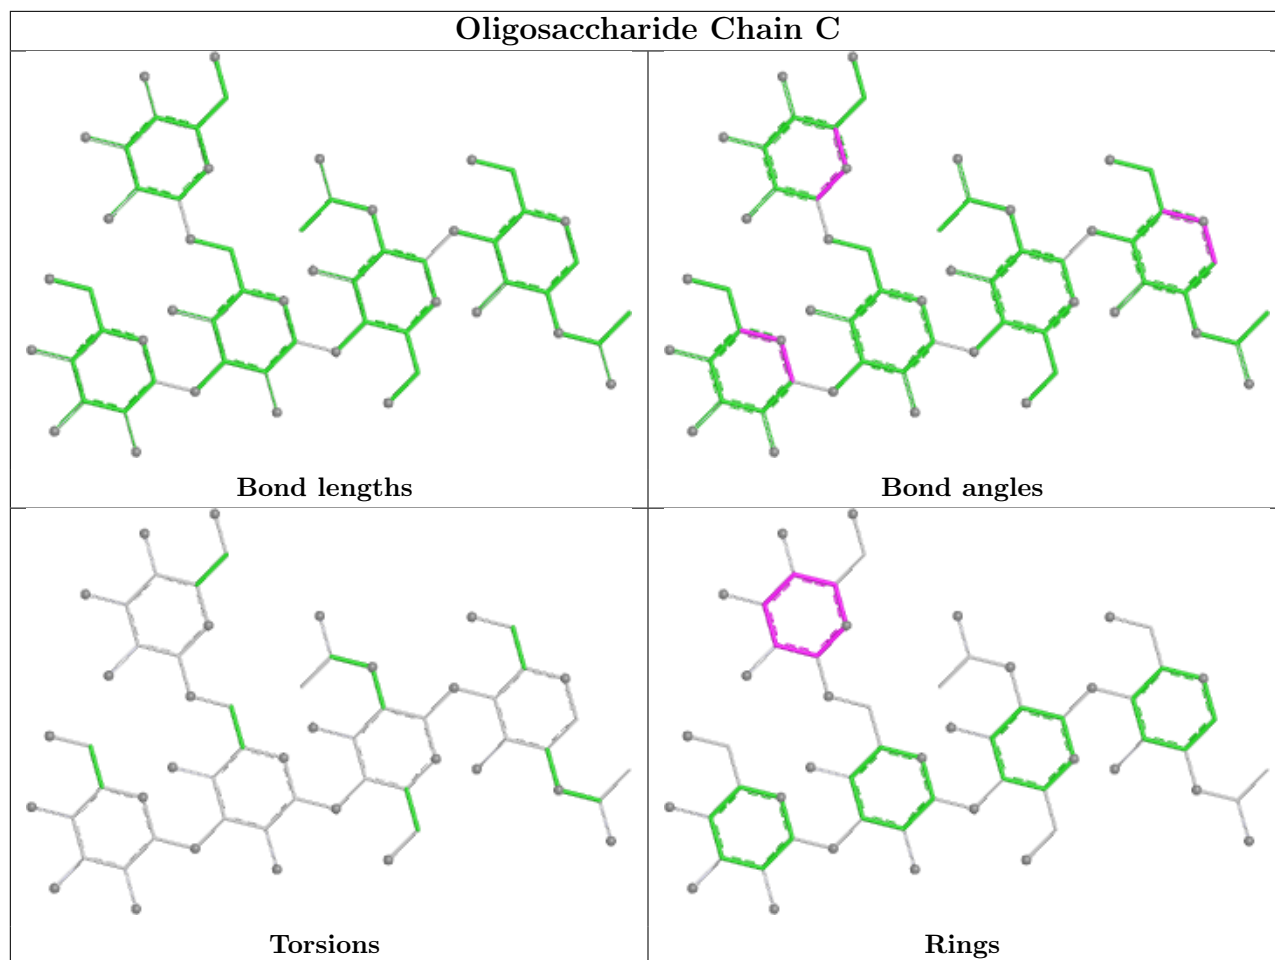 Oligosaccharide Chain C
Bond lengths
Bond angles
Torsions
Rings